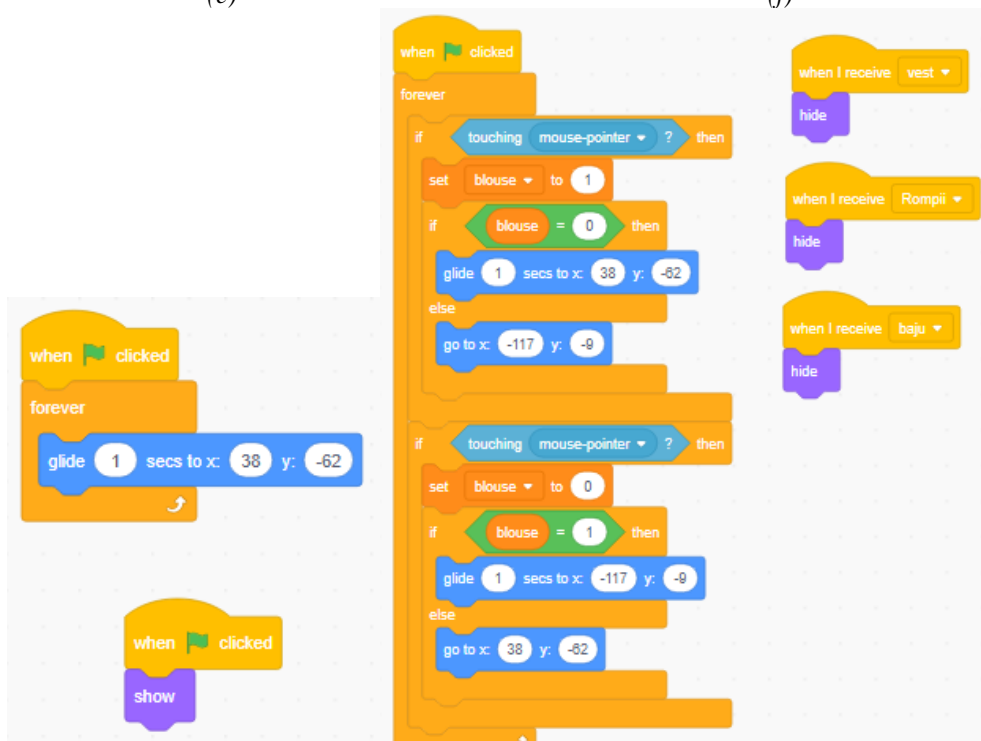 when clicked
forever
if touching mouse-pointer ? then
set blouse to 1
if blouse = 0 then
glide 1 secs to x: 38 y: -62
else
go to x: -117 y: -9
if touching mouse-pointer ? then
set blouse to 0
if blouse = 1 then
glide 1 secs to x: -117 y: -9
else
go to x: 38 y: -62
when I receive vest
hide
when I receive Rompii
hide
when I receive baju
hide
when clicked
forever
glide 1 secs to x: 38 y: -62
when clicked
show